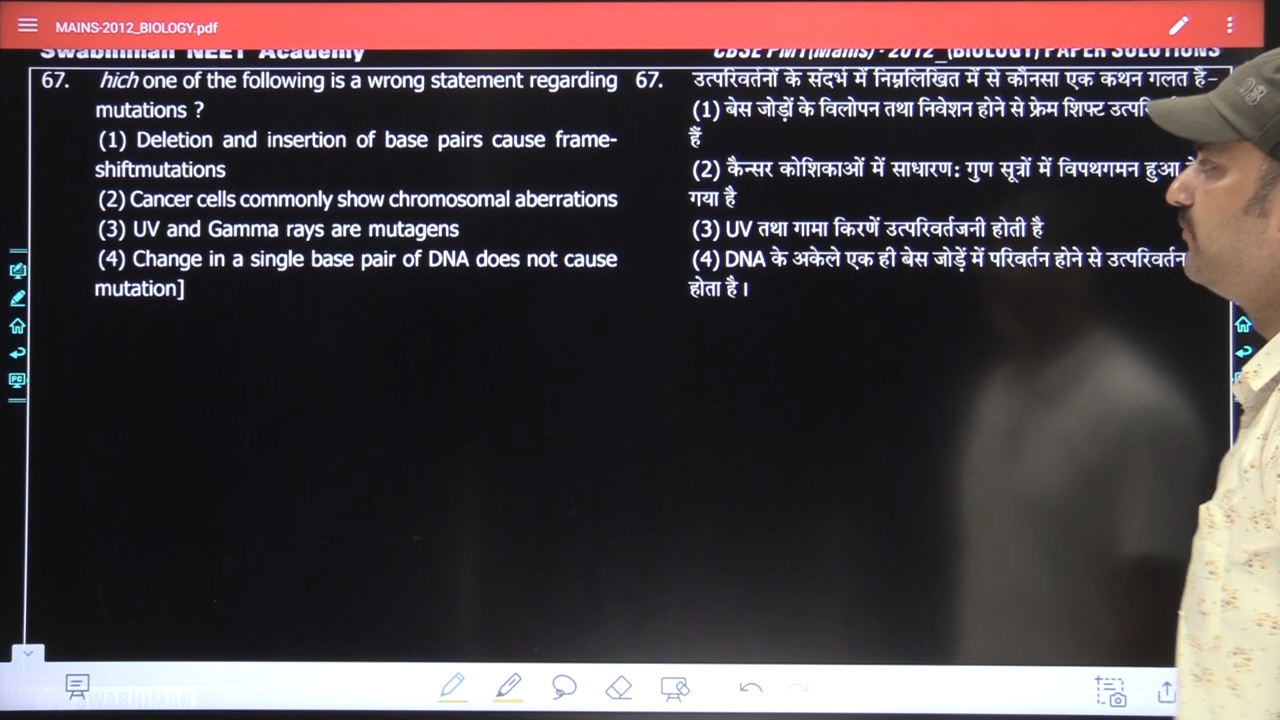 MAINS-2012_BIOLOGY.pdf
Swabhiman NEET Academy
CBSE PMT(Mains) - 2012_(BIOLOGY) PAPER SOLUTIONS
67. hich one of the following is a wrong statement regarding
mutations ?
(1) Deletion and insertion of base pairs cause frame-
shiftmutations
(2) Cancer cells commonly show chromosomal aberrations
(3) UV and Gamma rays are mutagens
(4) Change in a single base pair of DNA does not cause
mutation]
67. उत्परिवर्तनों के संदर्भ में निम्नलिखित में से कौनसा एक कथन गलत है–
(1) बेस जोड़ों के विलोपन तथा निवेशन होने से फ्रेम शिफ्ट
हैं
(2) कैन्सर कोशिकाओं में साधारण: गुण सूत्रों में विपथगमन हुआ
गया है
(3) UV तथा गामा किरणें उत्परिवर्तजनी होती है
(4) DNA के अकेले एक ही बेस जोड़ें में परिवर्तन होने से उत्परिवर्तन
होता है।
PC
SWABHIMAN